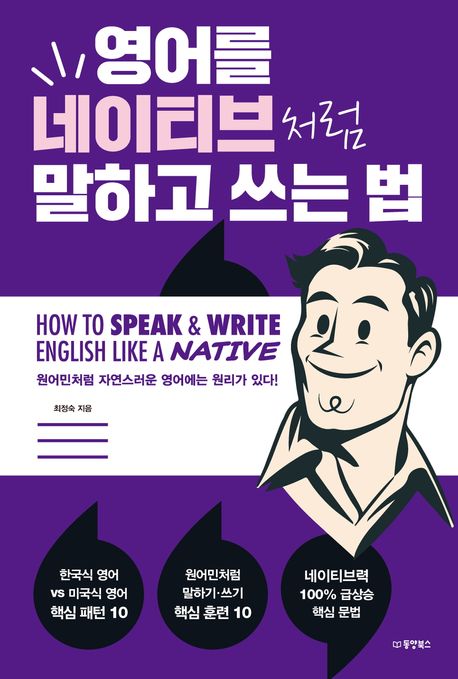 영어를
네이티브처럼
말하고 쓰는 법
HOW TO SPEAK & WRITE
ENGLISH LIKE A NATIVE
원어민처럼 자연스러운 영어에는 원리가 있다!
최정숙 지음
한국식 영어
vs 미국식 영어
핵심 패턴 10
원어민처럼
말하기·쓰기
핵심 훈련 10
네이티브력
100% 급상승
핵심 문법
동양북스